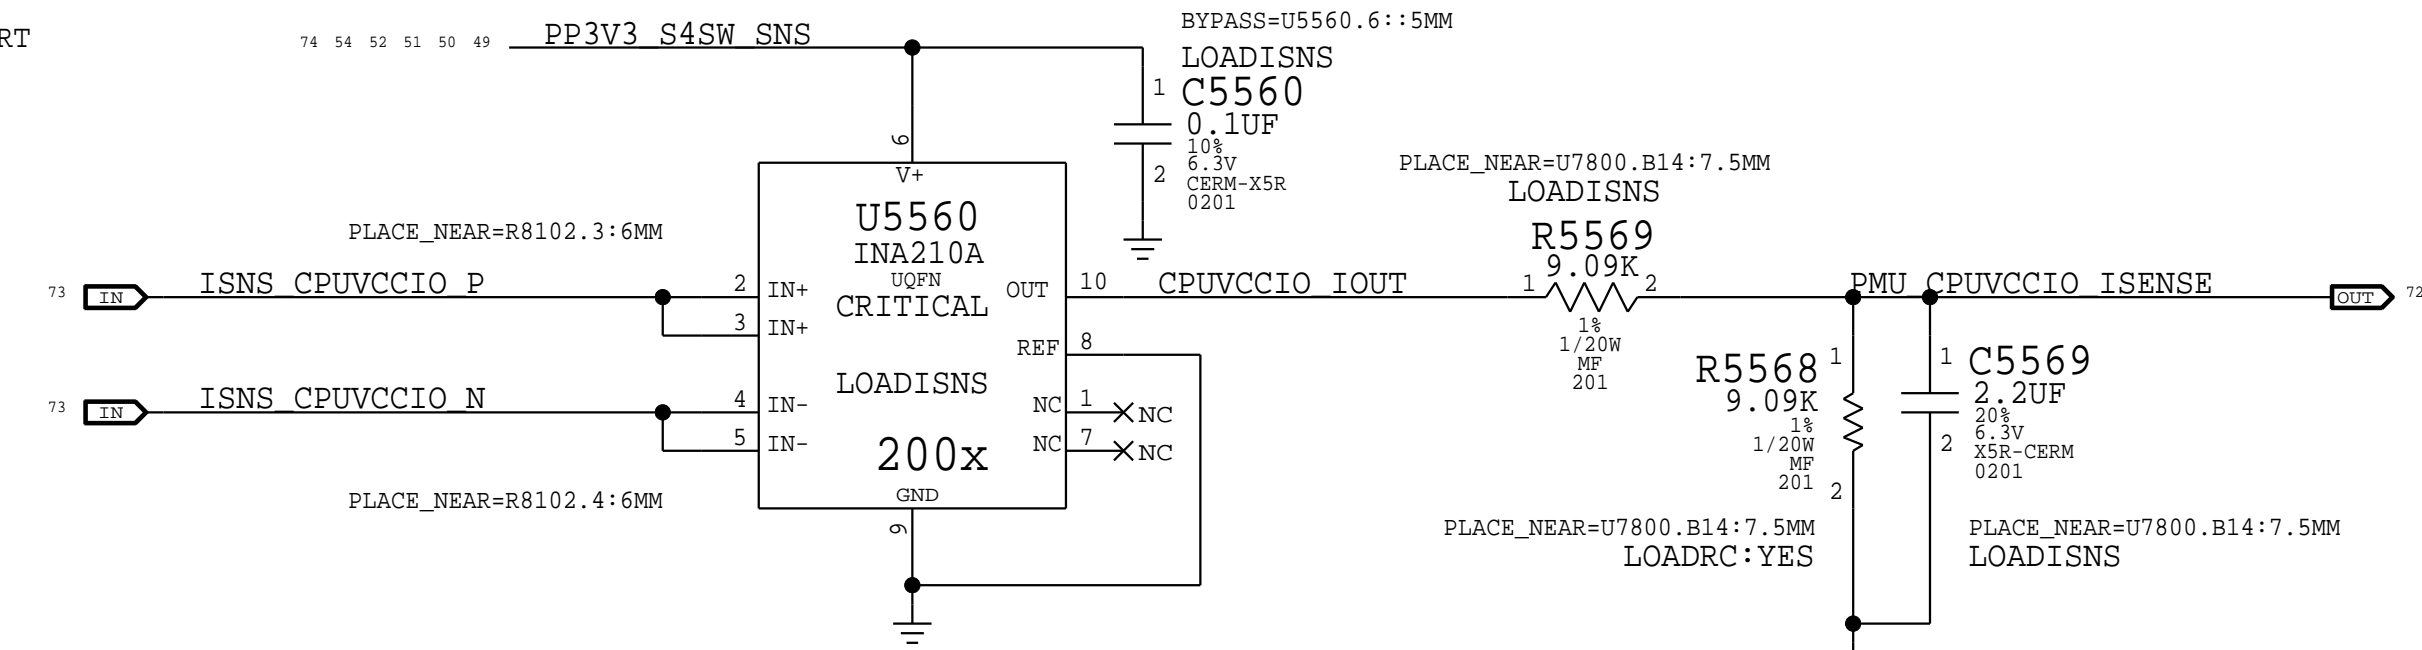 RT
74 54 52 51 50 49
PP3V3_S4SW_SNS
BYPASS=U5560.6::5MM
LOADISNS
1
C5560
0.1UF
10%
6.3V
2
CERM-X5R
0201
6
V+
U5560
INA210A
UQFN
CRITICAL
LOADISNS
200x
GND
9
PLACE_NEAR=R8102.3:6MM
73
IN
ISNS_CPUVCCIO_P
2
IN+
3
IN+
73
IN
ISNS_CPUVCCIO_N
4
IN-
5
IN-
PLACE_NEAR=R8102.4:6MM
OUT
10
CPUVCCIO_IOUT
REF
8
NC
1
NC
NC
7
NC
PLACE_NEAR=U7800.B14:7.5MM
LOADISNS
R5569
9.09K
1
2
1%
1/20W
MF
201
PMU_CPUVCCIO_ISENSE
OUT
72
R5568
1
9.09K
1%
1/20W
MF
201
2
PLACE_NEAR=U7800.B14:7.5MM
LOADRC:YES
1
C5569
2.2UF
20%
6.3V
2
X5R-CERM
0201
PLACE_NEAR=U7800.B14:7.5MM
LOADISNS